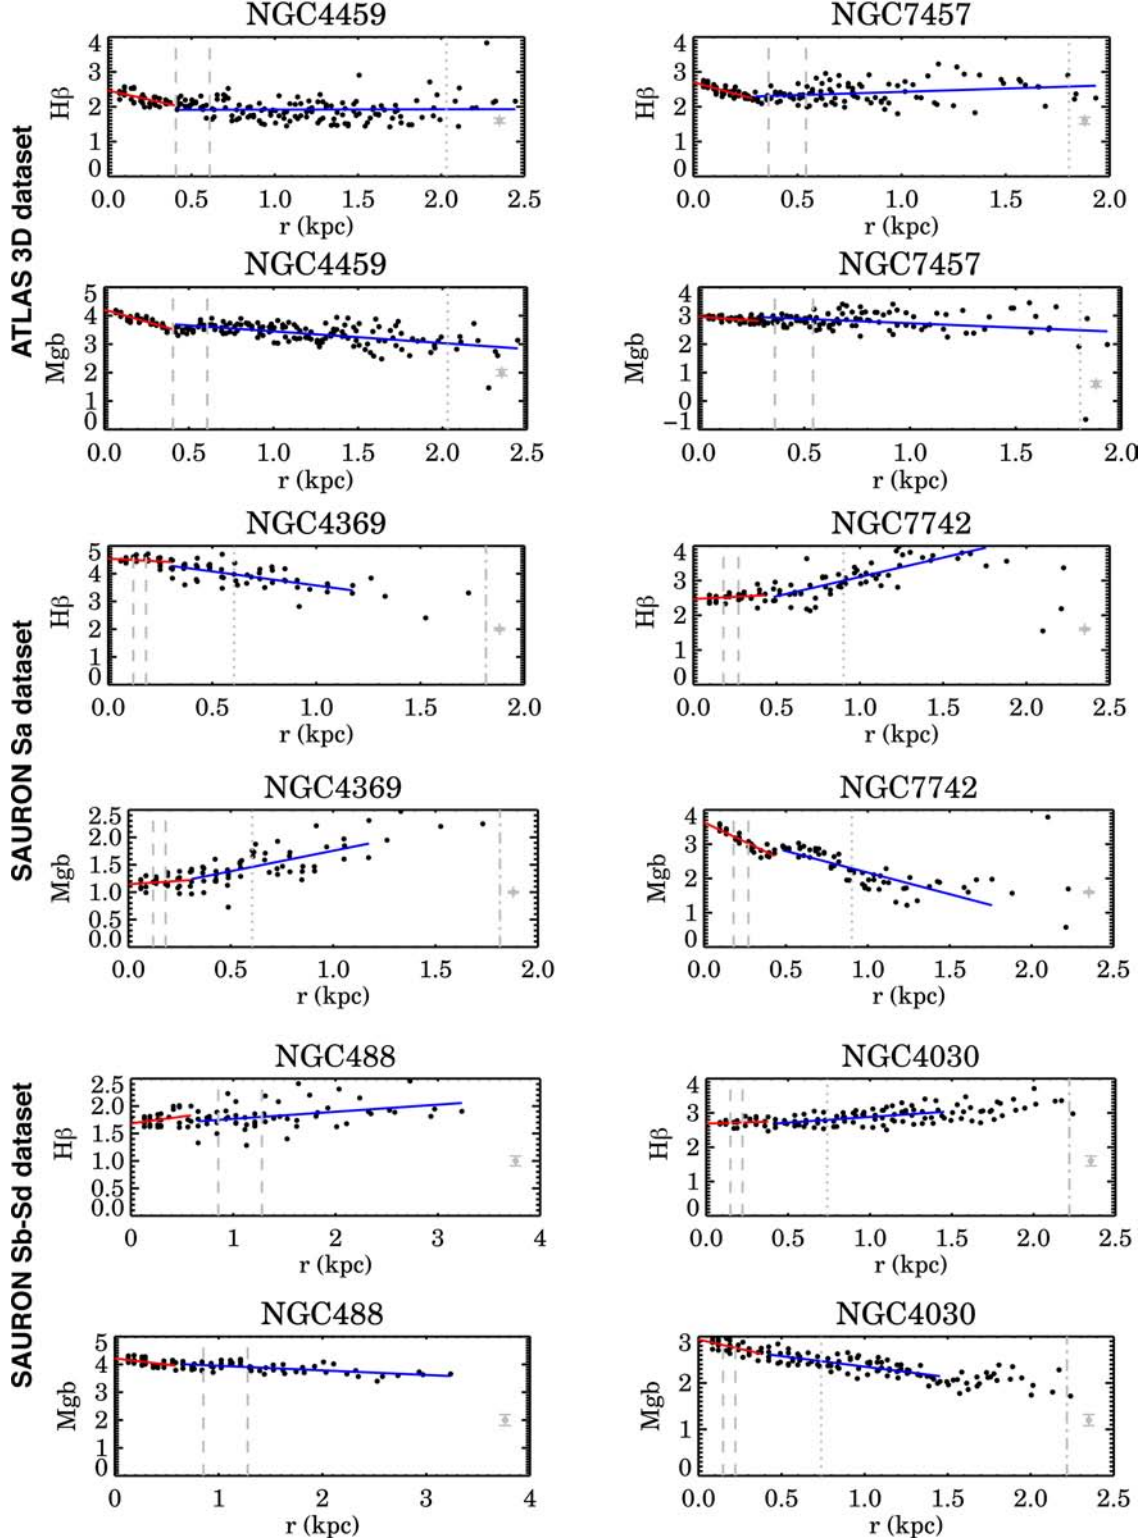 ATLAS 3D dataset
NGC4459
Hβ
4
3
2
1
0
0.0 0.5 1.0 1.5 2.0 2.5
r (kpc)
NGC7457
Hβ
4
3
2
1
0
0.0 0.5 1.0 1.5 2.0
r (kpc)
NGC4459
Mgb
5
4
3
2
1
0
0.0 0.5 1.0 1.5 2.0 2.5
r (kpc)
NGC7457
Mgb
4
3
2
1
0
−1
0.0 0.5 1.0 1.5 2.0
r (kpc)
SAURON Sa dataset
NGC4369
Hβ
5
4
3
2
1
0
0.0 0.5 1.0 1.5 2.0
r (kpc)
NGC7742
Hβ
4
3
2
1
0
0.0 0.5 1.0 1.5 2.0 2.5
r (kpc)
NGC4369
Mgb
2.5
2.0
1.5
1.0
0.5
0.0
0.0 0.5 1.0 1.5 2.0
r (kpc)
NGC7742
Mgb
4
3
2
1
0
0.0 0.5 1.0 1.5 2.0 2.5
r (kpc)
SAURON Sb-Sd dataset
NGC488
Hβ
2.5
2.0
1.5
1.0
0.5
0.0
0 1 2 3 4
r (kpc)
NGC4030
Hβ
4
3
2
1
0
0.0 0.5 1.0 1.5 2.0 2.5
r (kpc)
NGC488
Mgb
5
4
3
2
1
0
0 1 2 3 4
r (kpc)
NGC4030
Mgb
3
2
1
0
0.0 0.5 1.0 1.5 2.0 2.5
r (kpc)